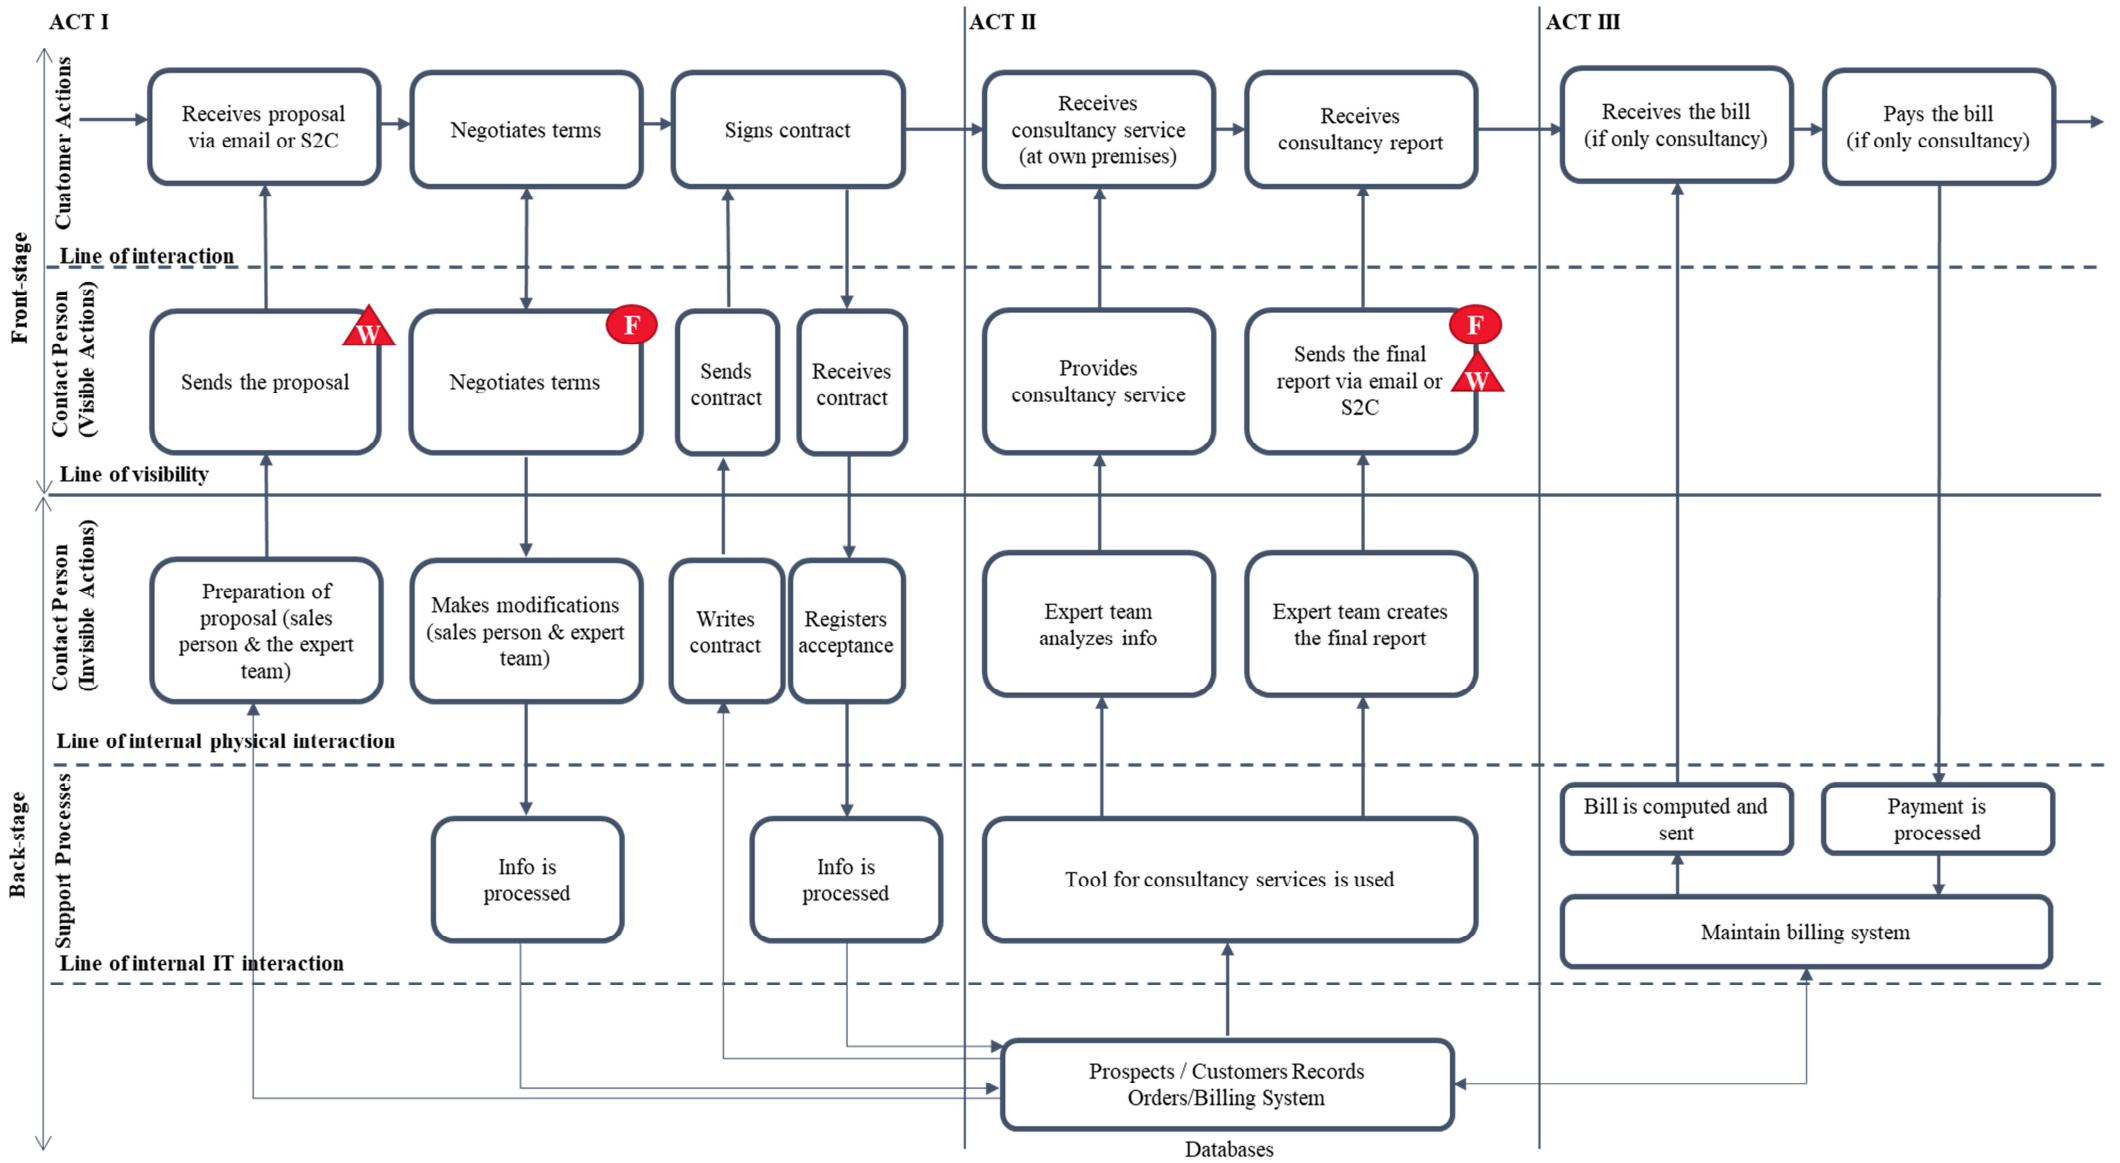 ACT I
ACT II
ACT III
Front-stage
Cuatomer Actions
Receives proposal
via email or S2C
Negotiates terms
Signs contract
Receives
consultancy service
(at own premises)
Receives
consultancy report
Receives the bill
(if only consultancy)
Pays the bill
(if only consultancy)
Line of interaction
Contact Person
(Visible Actions)
Sends the proposal
W
Negotiates terms
F
Sends
contract
Receives
contract
Provides
consultancy service
Sends the final
report via email or
S2C
F
W
Line of visibility
Back-stage
Contact Person
(Invisible Actions)
Preparation of
proposal (sales
person & the expert
team)
Makes modifications
(sales person & expert
team)
Writes
contract
Registers
acceptance
Expert team
analyzes info
Expert team creates
the final report
Line of internal physical interaction
Support Processes
Info is
processed
Info is
processed
Tool for consultancy services is used
Bill is computed and
sent
Payment is
processed
Maintain billing system
Line of internal IT interaction
Prospects / Customers Records
Orders/Billing System
Databases